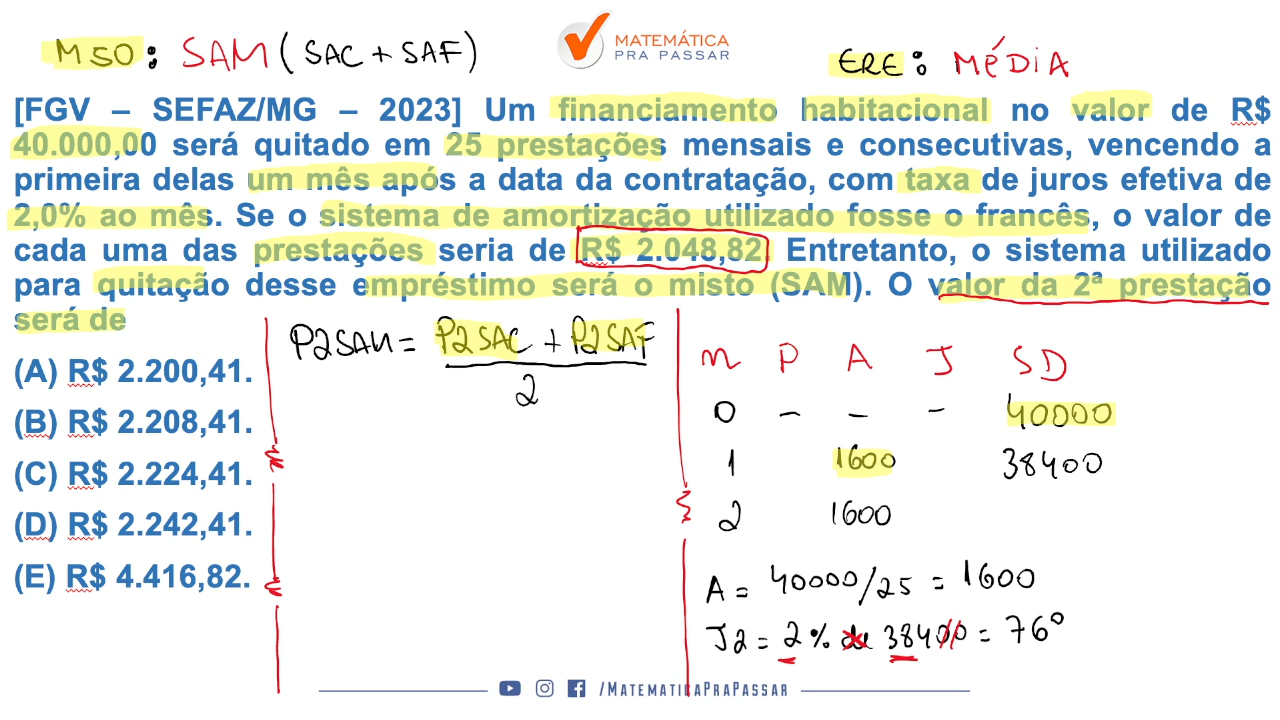 M50: SAM (SAC + SAF)
MATEMÁTICA
PRA PASSAR
ERE: MÉDIA
[FGV – SEFAZ/MG – 2023] Um financiamento habitacional no valor de R$
40.000,00 será quitado em 25 prestações mensais e consecutivas, vencendo a
primeira delas um mês após a data da contratação, com taxa de juros efetiva de
2,0% ao mês. Se o sistema de amortização utilizado fosse o francês, o valor de
cada uma das prestações seria de R$ 2.048,82. Entretanto, o sistema utilizado
para quitação desse empréstimo será o misto (SAM). O valor da 2ª prestação
será de
(A) R$ 2.200,41.
(B) R$ 2.208,41.
(C) R$ 2.224,41.
(D) R$ 2.242,41.
(E) R$ 4.416,82.
P2SAM = P2SAC + P2SAF
2
n P A J SD
0 – – – 40000
1 1600 38400
2 1600
A = 40000/25 = 1600
J2 = 2% de 38400 = 76
/MATEMATICAPRAPASSAR